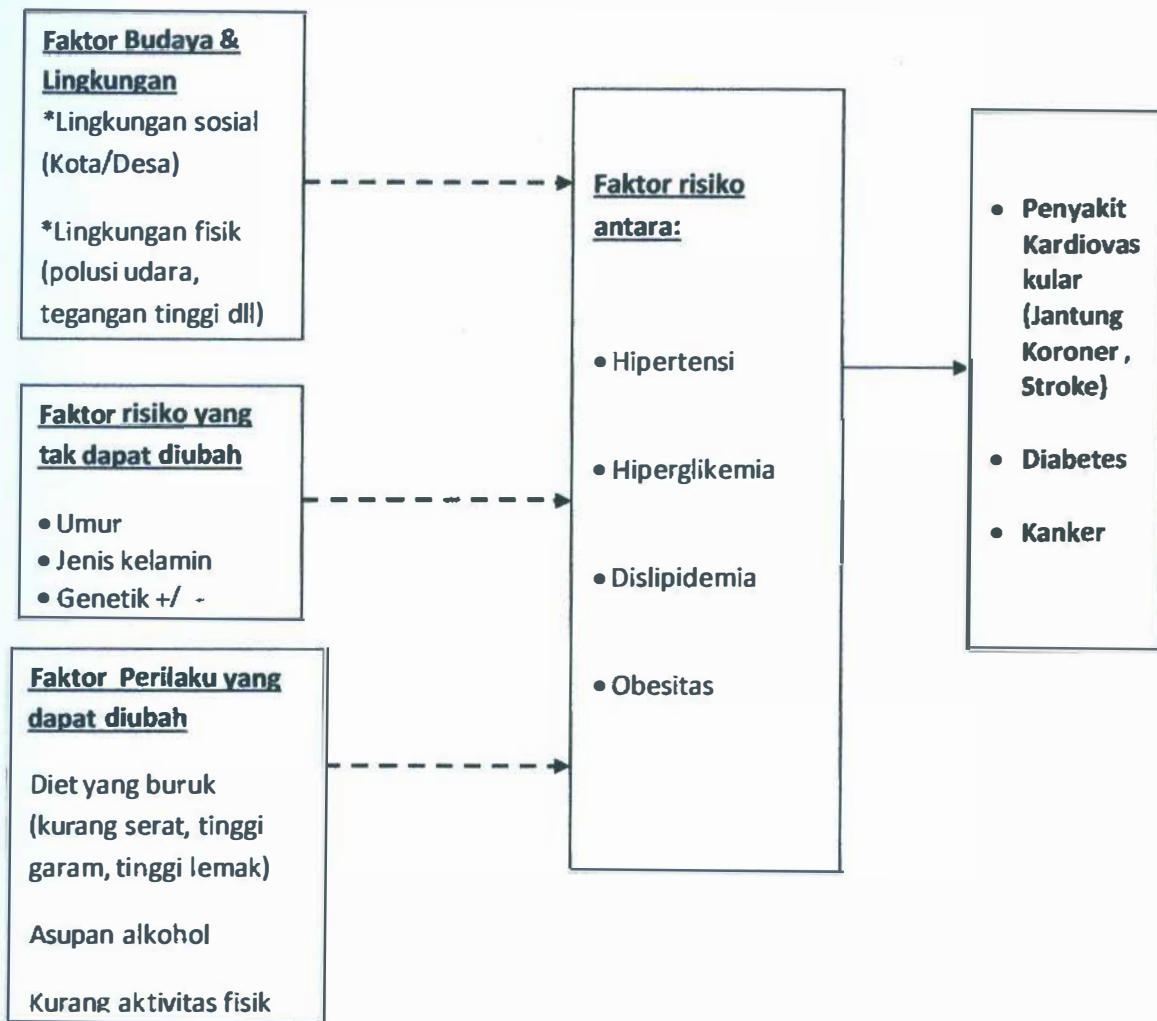 Faktor Budaya &
Lingkungan
*Lingkungan sosial
(Kota/Desa)
*Lingkungan fisik
(polusi udara,
tegangan tinggi dll)
Faktor risiko yang
tak dapat diubah
• Umur
• Jenis kelamin
• Genetik +/ -
Faktor Perilaku yang
dapat diubah
Diet yang buruk
(kurang serat, tinggi
garam, tinggi lemak)
Asupan alkohol
Kurang aktivitas fisik
Faktor risiko
antara:
• Hipertensi
• Hiperglikemia
• Dislipidemia
• Obesitas
• Penyakit
Kardiovas
kular
(Jantung
Koroner ,
Stroke)
• Diabetes
• Kanker